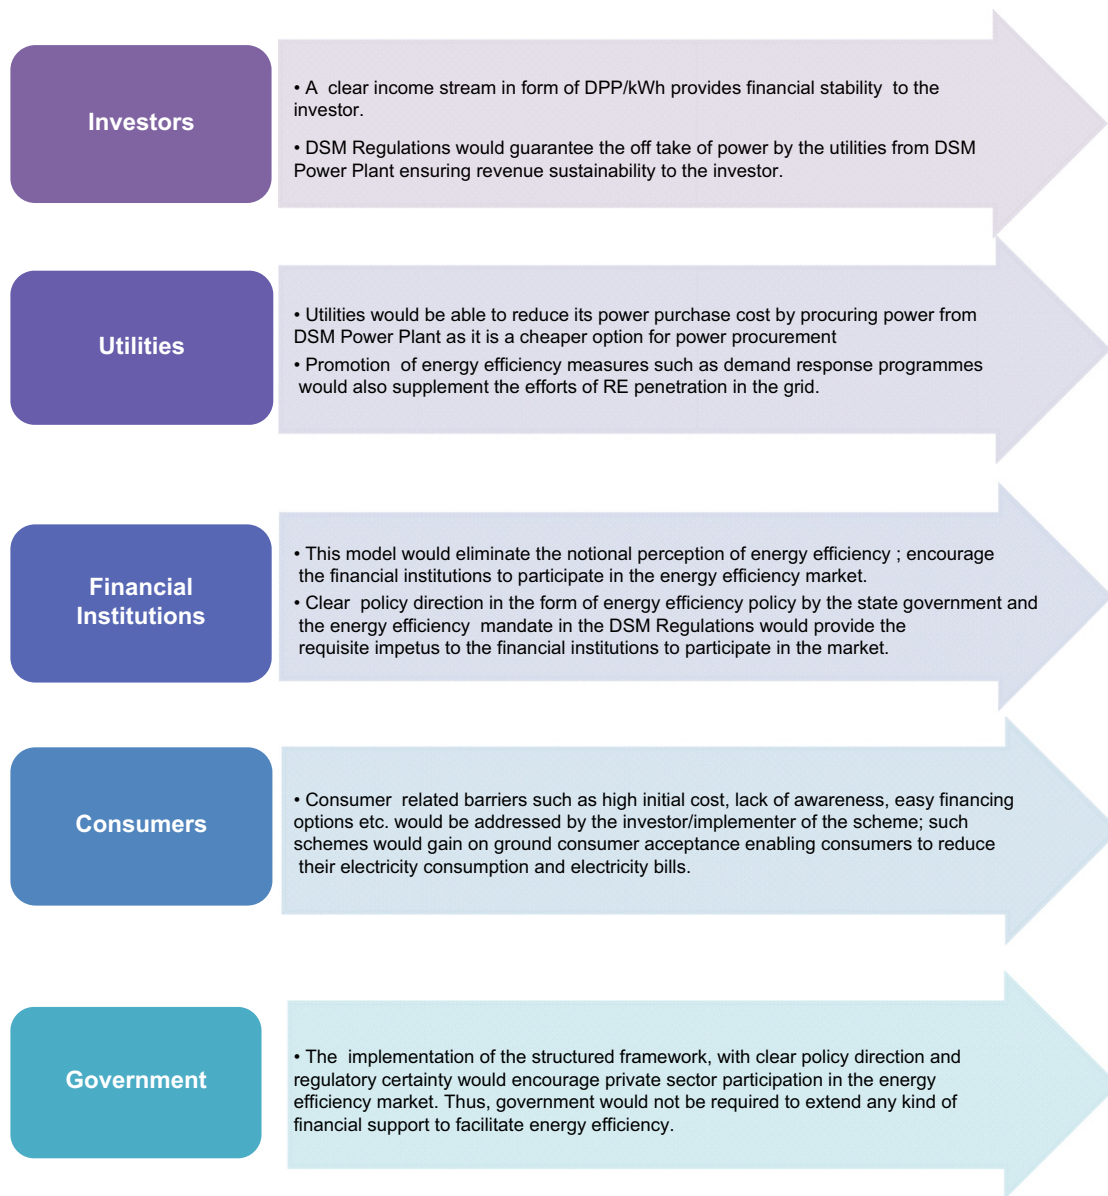 Investors
• A clear income stream in form of DPP/kWh provides financial stability to the
investor.
• DSM Regulations would guarantee the off take of power by the utilities from DSM
Power Plant ensuring revenue sustainability to the investor.
Utilities
• Utilities would be able to reduce its power purchase cost by procuring power from
DSM Power Plant as it is a cheaper option for power procurement
• Promotion of energy efficiency measures such as demand response programmes
would also supplement the efforts of RE penetration in the grid.
Financial
Institutions
• This model would eliminate the notional perception of energy efficiency ; encourage
the financial institutions to participate in the energy efficiency market.
• Clear policy direction in the form of energy efficiency policy by the state government and
the energy efficiency mandate in the DSM Regulations would provide the
requisite impetus to the financial institutions to participate in the market.
Consumers
• Consumer related barriers such as high initial cost, lack of awareness, easy financing
options etc. would be addressed by the investor/implementer of the scheme; such
schemes would gain on ground consumer acceptance enabling consumers to reduce
their electricity consumption and electricity bills.
Government
• The implementation of the structured framework, with clear policy direction and
regulatory certainty would encourage private sector participation in the energy
efficiency market. Thus, government would not be required to extend any kind of
financial support to facilitate energy efficiency.